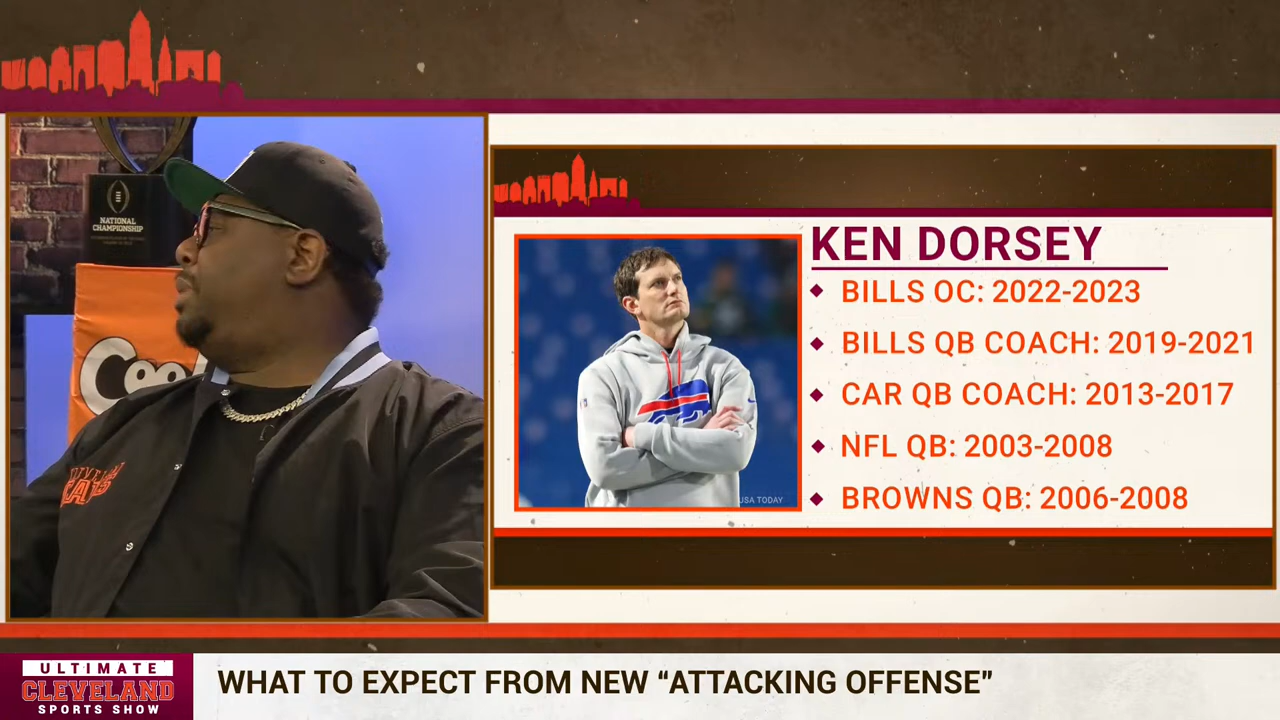 NATIONAL
CHAMPIONSHIP
Cool
KEN DORSEY
BILLS OC: 2022-2023
BILLS QB COACH: 2019-2021
CAR QB COACH: 2013-2017
NFL QB: 2003-2008
BROWNS QB: 2006-2008
USA TODAY
ULTIMATE
CLEVELAND
SPORTS SHOW
WHAT TO EXPECT FROM NEW “ATTACKING OFFENSE”